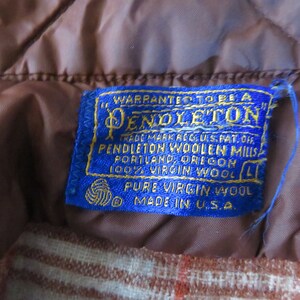 WARRANTED TO BE A
"PENDLETON"
TRADE MARK REG. U.S. PAT. OFF.
PENDLETON WOOLEN MILLS
PORTLAND, OREGON
100% VIRGIN WOOL L
PURE VIRGIN WOOL
MADE IN U.S.A.